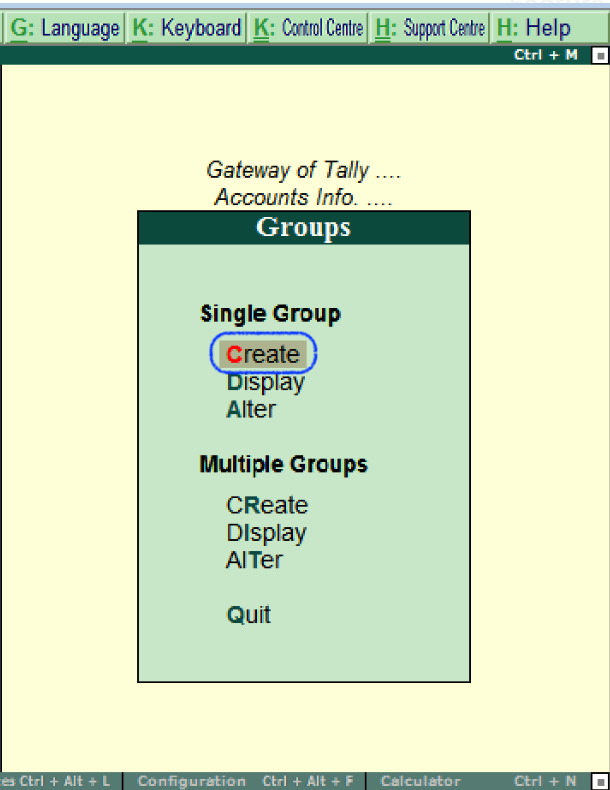 G: Language K: Keyboard K: Control Centre H: Support Centre H: Help
Ctrl + M
Gateway of Tally ....
Accounts Info. ....
Groups
Single Group
Create
Display
Alter
Multiple Groups
CReate
DIsplay
AlTer
Quit
es Ctrl + Alt + L Configuration Ctrl + Alt + F Calculator Ctrl + N